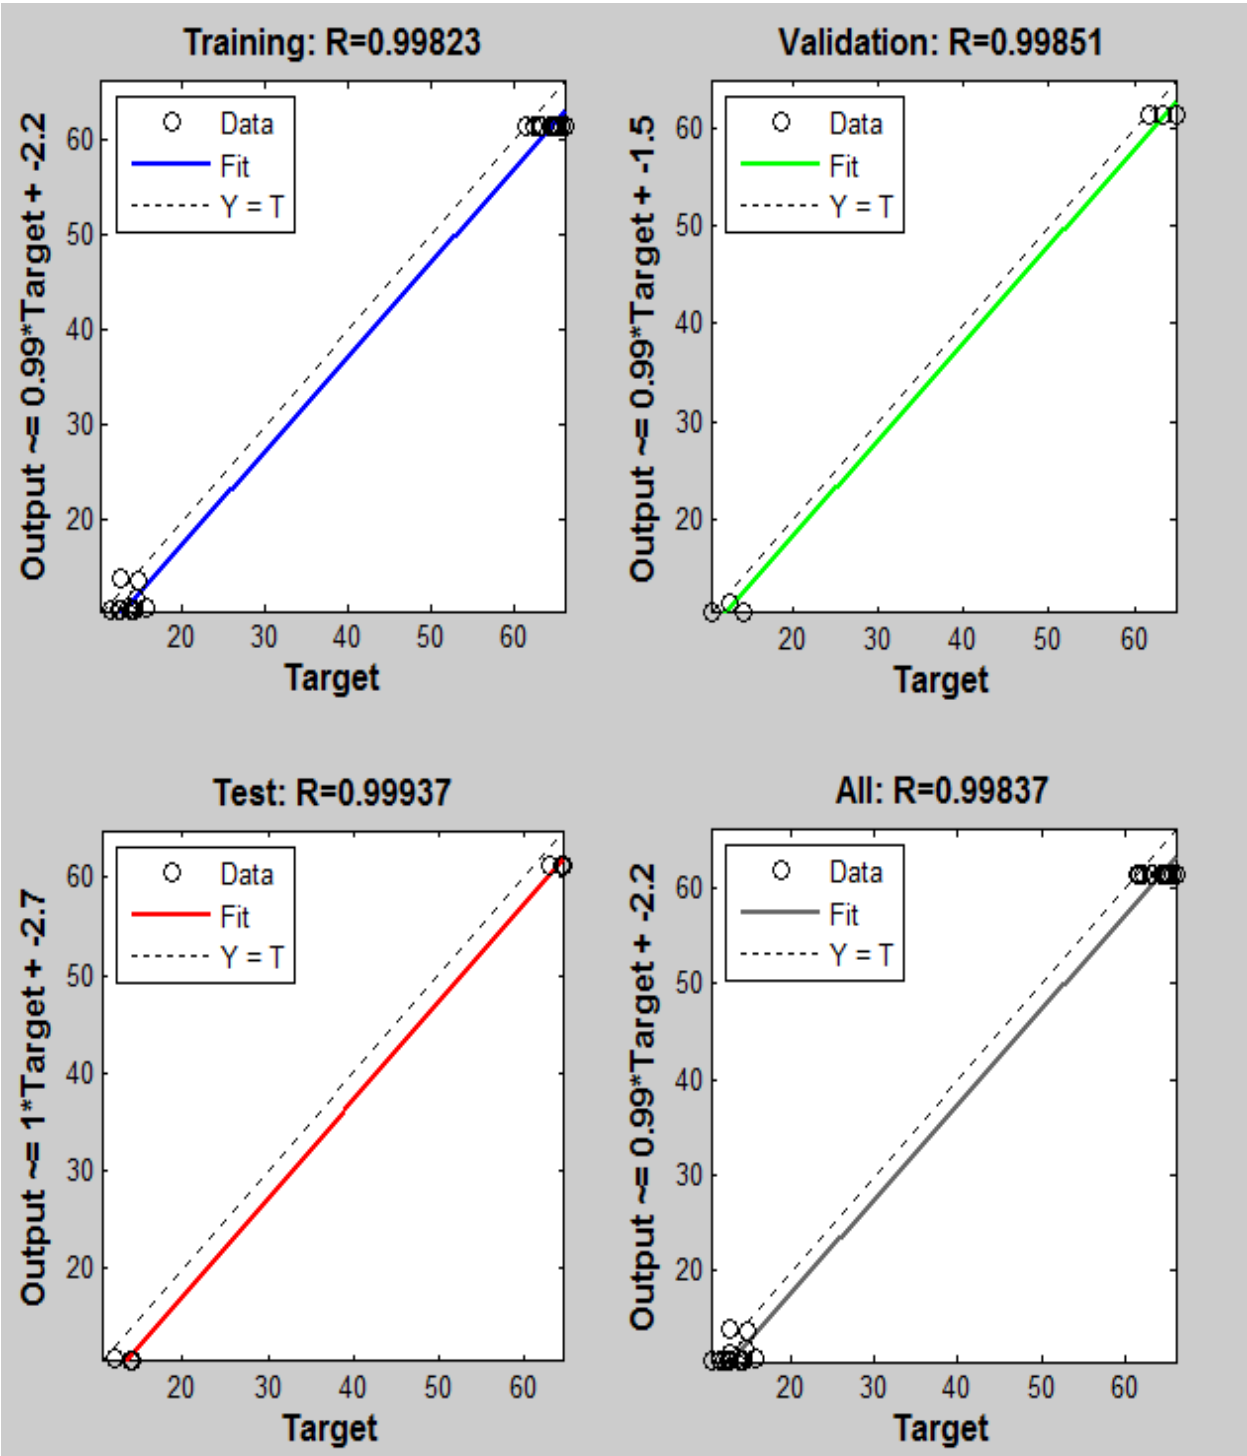 Training: R=0.99823
Output ~= 0.99*Target + -2.2
60
50
40
30
20
Data
Fit
Y = T
20 30 40 50 60
Target
Validation: R=0.99851
Output ~= 0.99*Target + -1.5
60
50
40
30
20
Data
Fit
Y = T
20 30 40 50 60
Target
Test: R=0.99937
Output ~= 1*Target + -2.7
60
50
40
30
20
Data
Fit
Y = T
20 30 40 50 60
Target
All: R=0.99837
Output ~= 0.99*Target + -2.2
60
50
40
30
20
Data
Fit
Y = T
20 30 40 50 60
Target